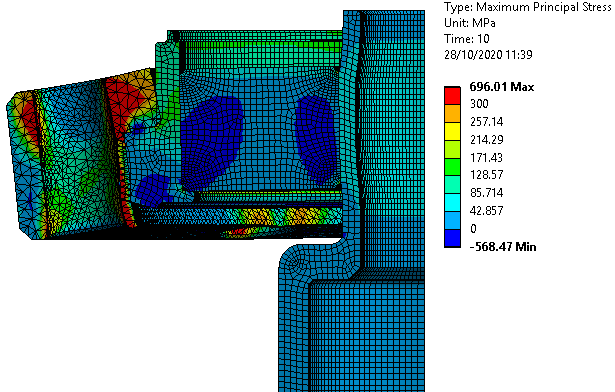 Type: Maximum Principal Stress
Unit: MPa
Time: 10
28/10/2020 11:39
696.01 Max
300
257.14
214.29
171.43
128.57
85.714
42.857
0
-568.47 Min